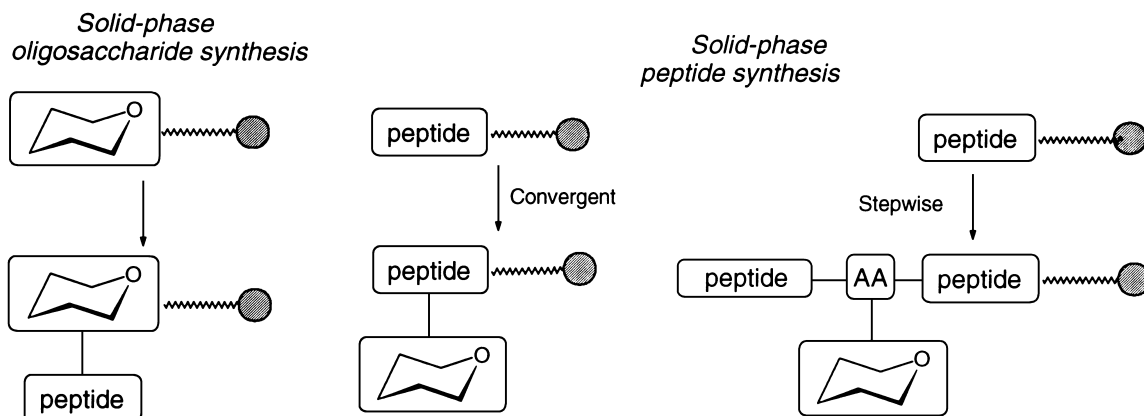 Solid-phase
oligosaccharide synthesis
Solid-phase
peptide synthesis
O
peptide
peptide
Convergent
Stepwise
O
peptide
peptide
AA
peptide
peptide
O
O